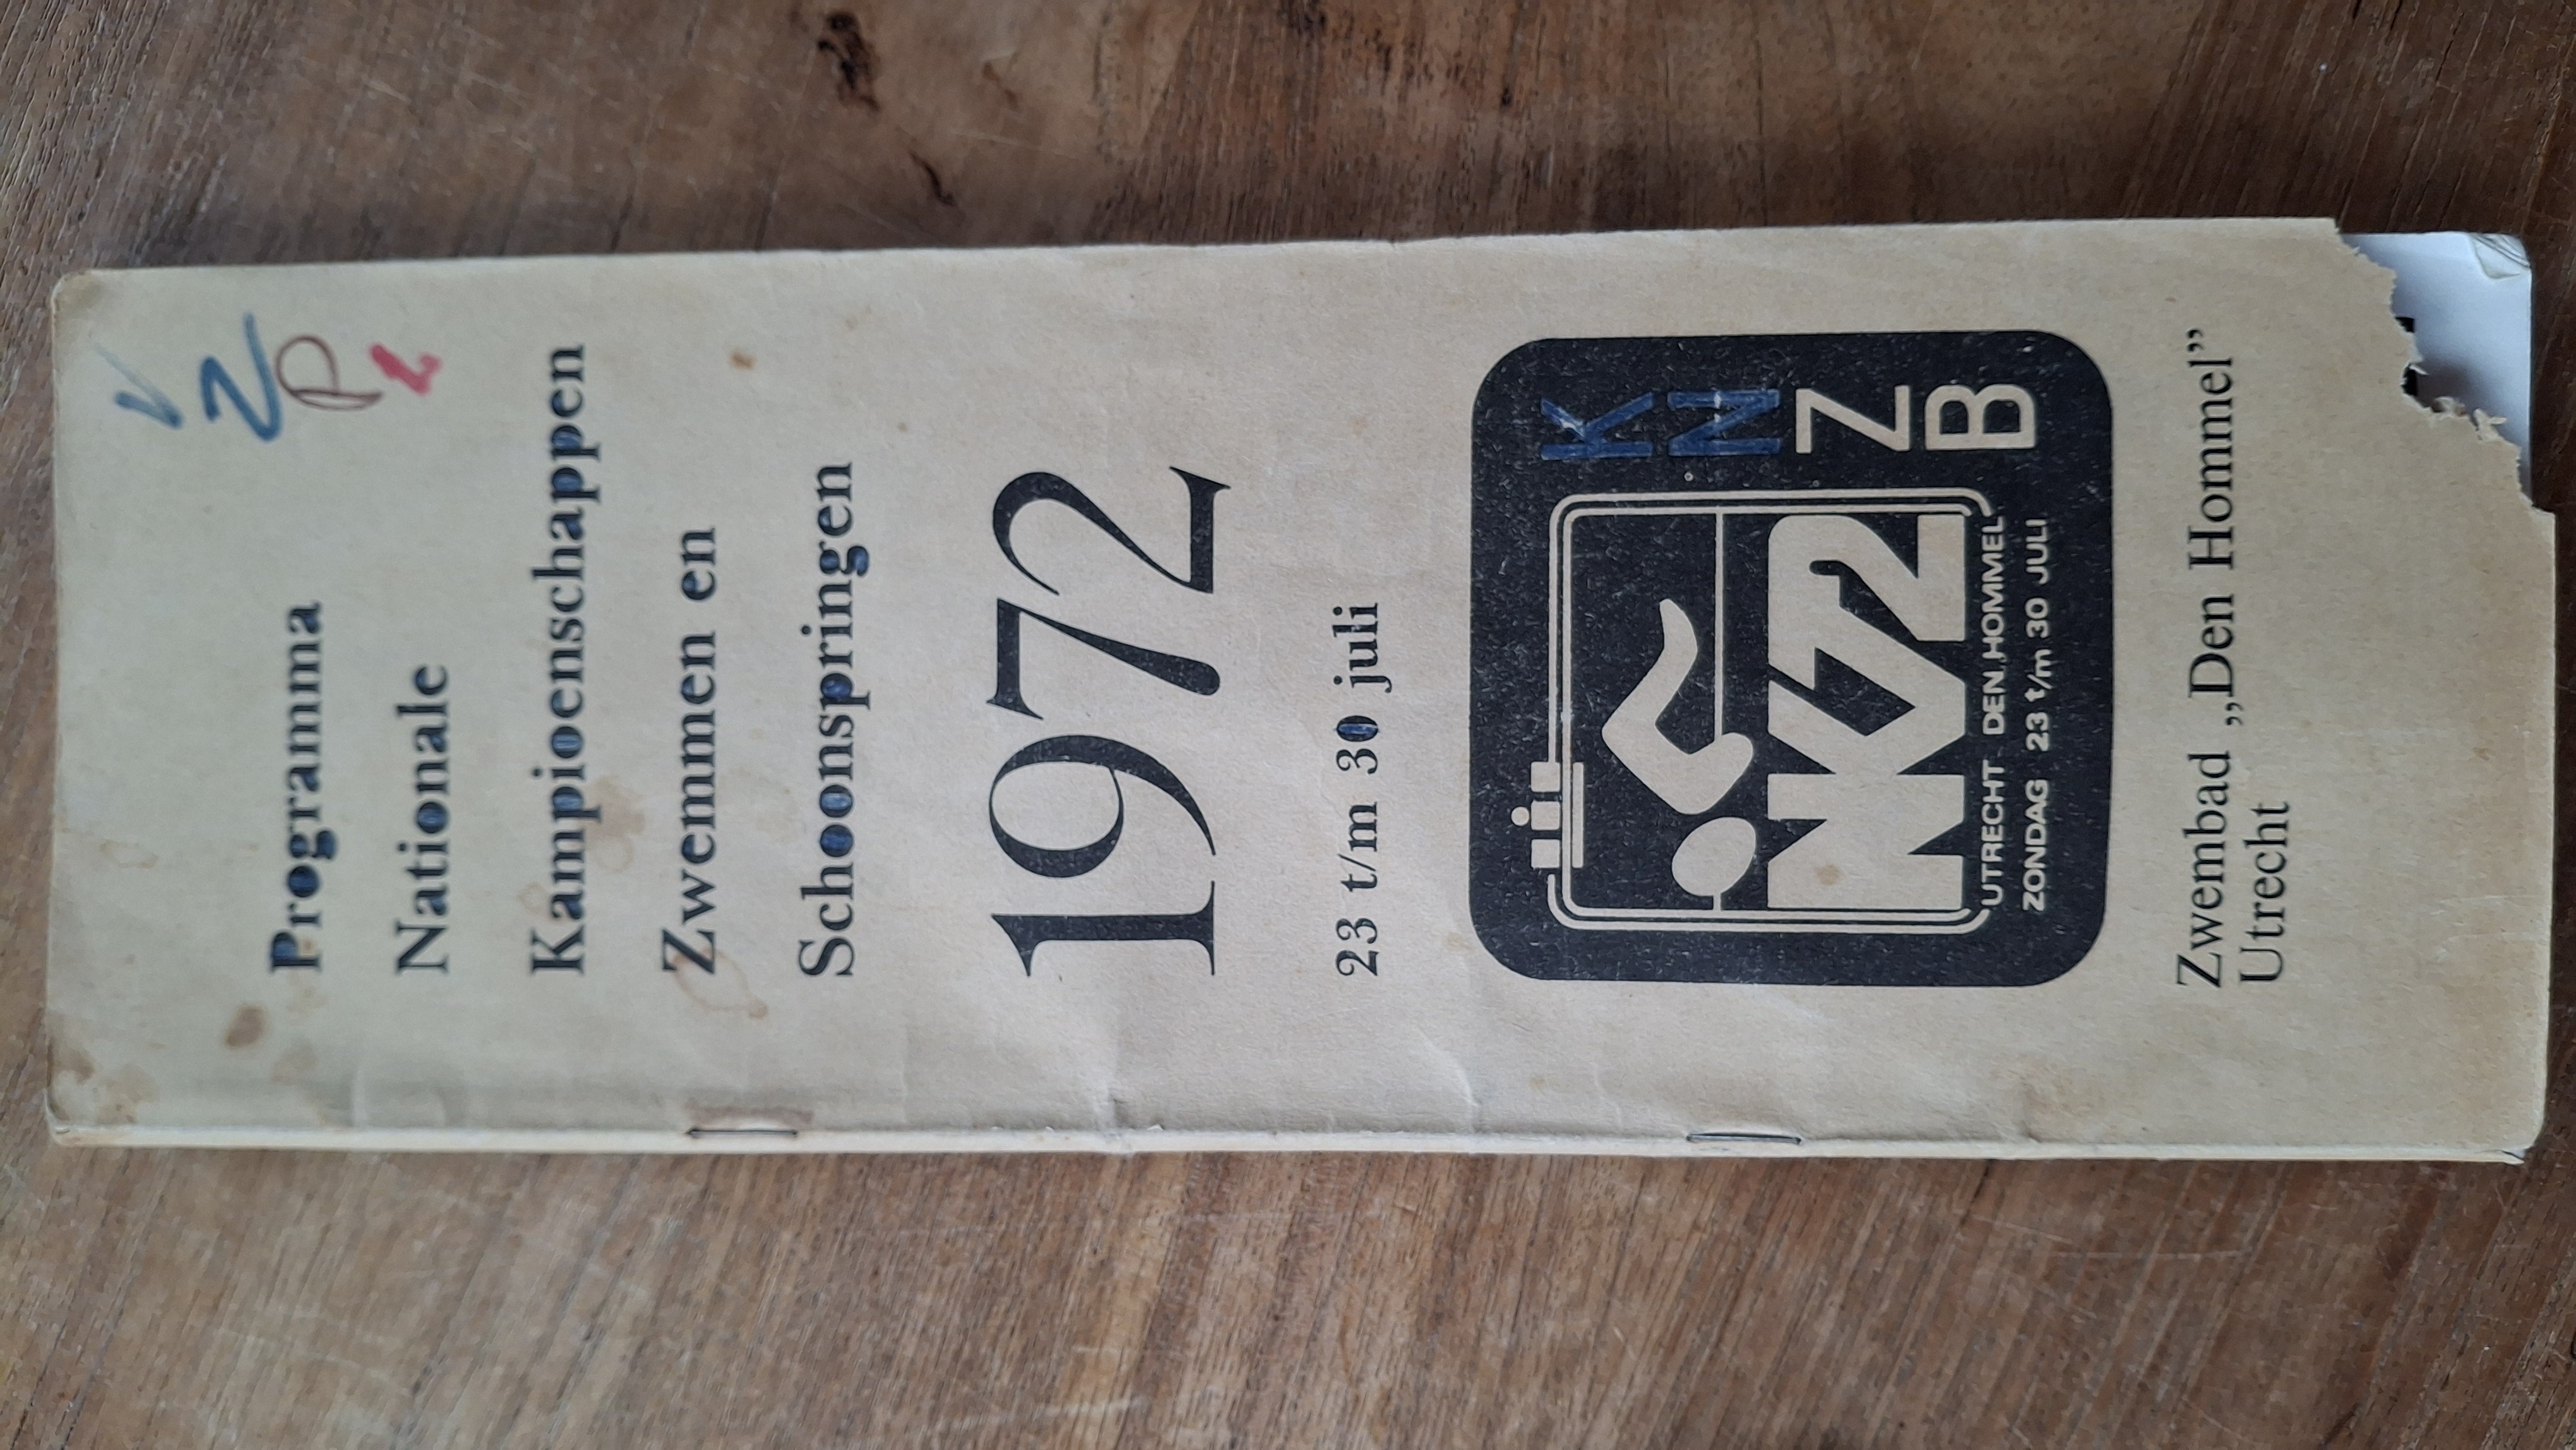 Programma
Nationale
Kampioenschappen
Zwemmen en
Schoonspringen
1972
23 t/m 30 juli
K
N
Z
B
NK72
UTRECHT DEN HOMMEL
ZONDAG 23 t/m 30 JULI
Zwembad „Den Hommel”
Utrecht